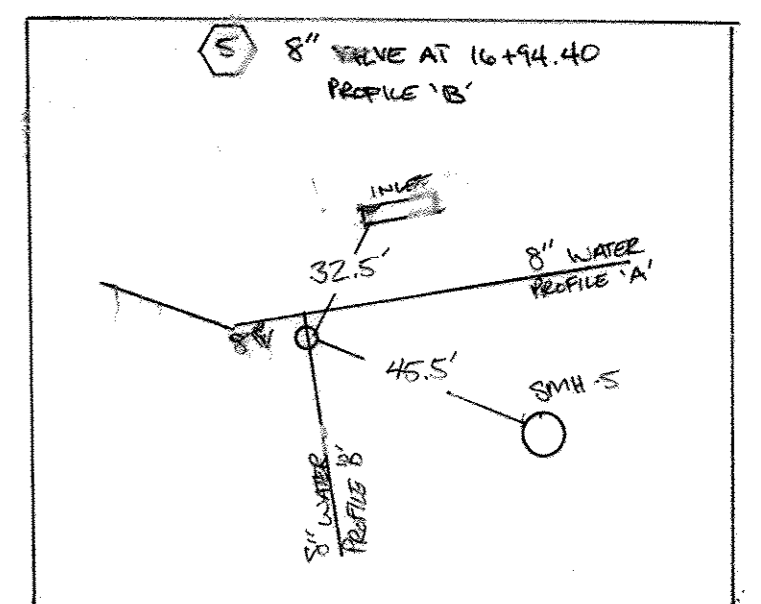 5 8" VALVE AT 16+94.40
PROFILE 'B'
INLET
32.5'
8" WATER
PROFILE 'A'
45.5'
SMH-5
8" WATER
PROFILE 'B'